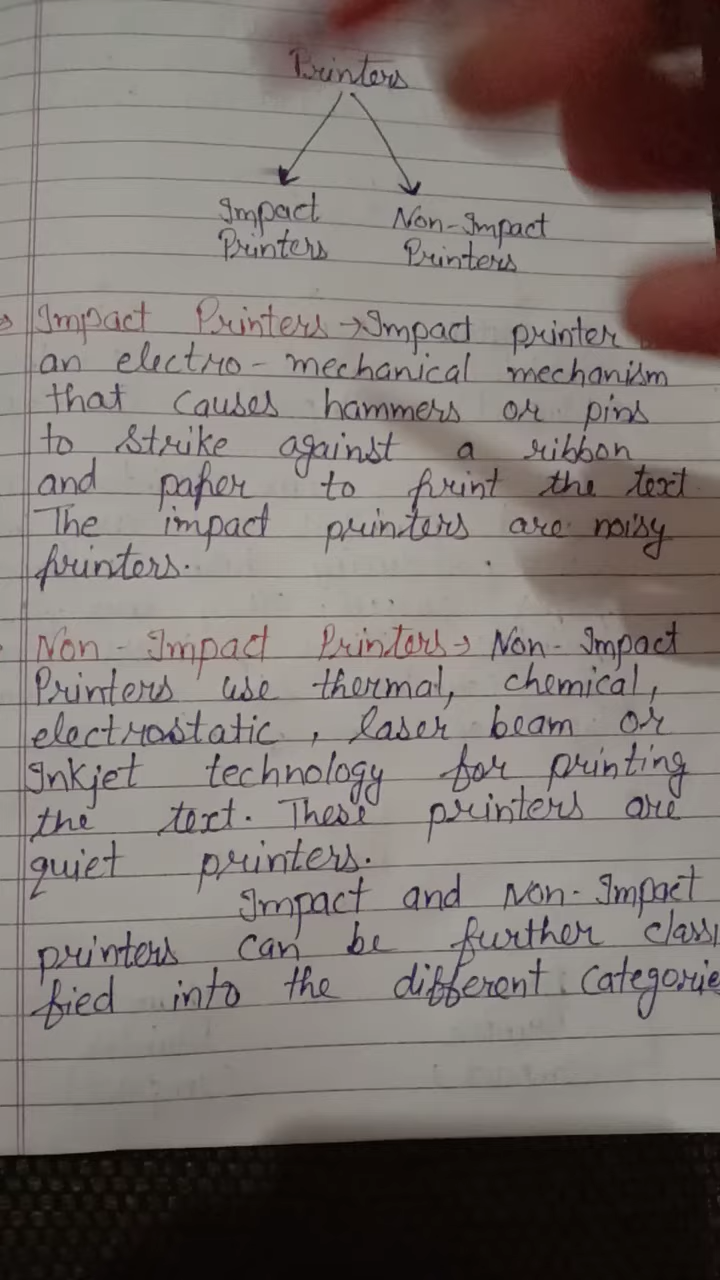 Printers
Impact
Printers
Non-Impact
Printers
Impact Printers → Impact printer
an electro-mechanical mechanism
that causes hammers or pins
to strike against a ribbon
and paper to print the text.
The impact printers are noisy
printers.
Non-Impact Printers → Non-Impact
Printers use thermal, chemical,
electrostatic, laser beam or
Inkjet technology for printing
the text. These printers are
quiet printers.
Impact and Non-Impact
printers can be further classi
fied into the different categorie